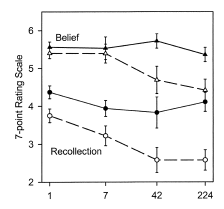 7-point Rating Scale
6
5
4
3
2
Belief
Recollection
1 7 42 224